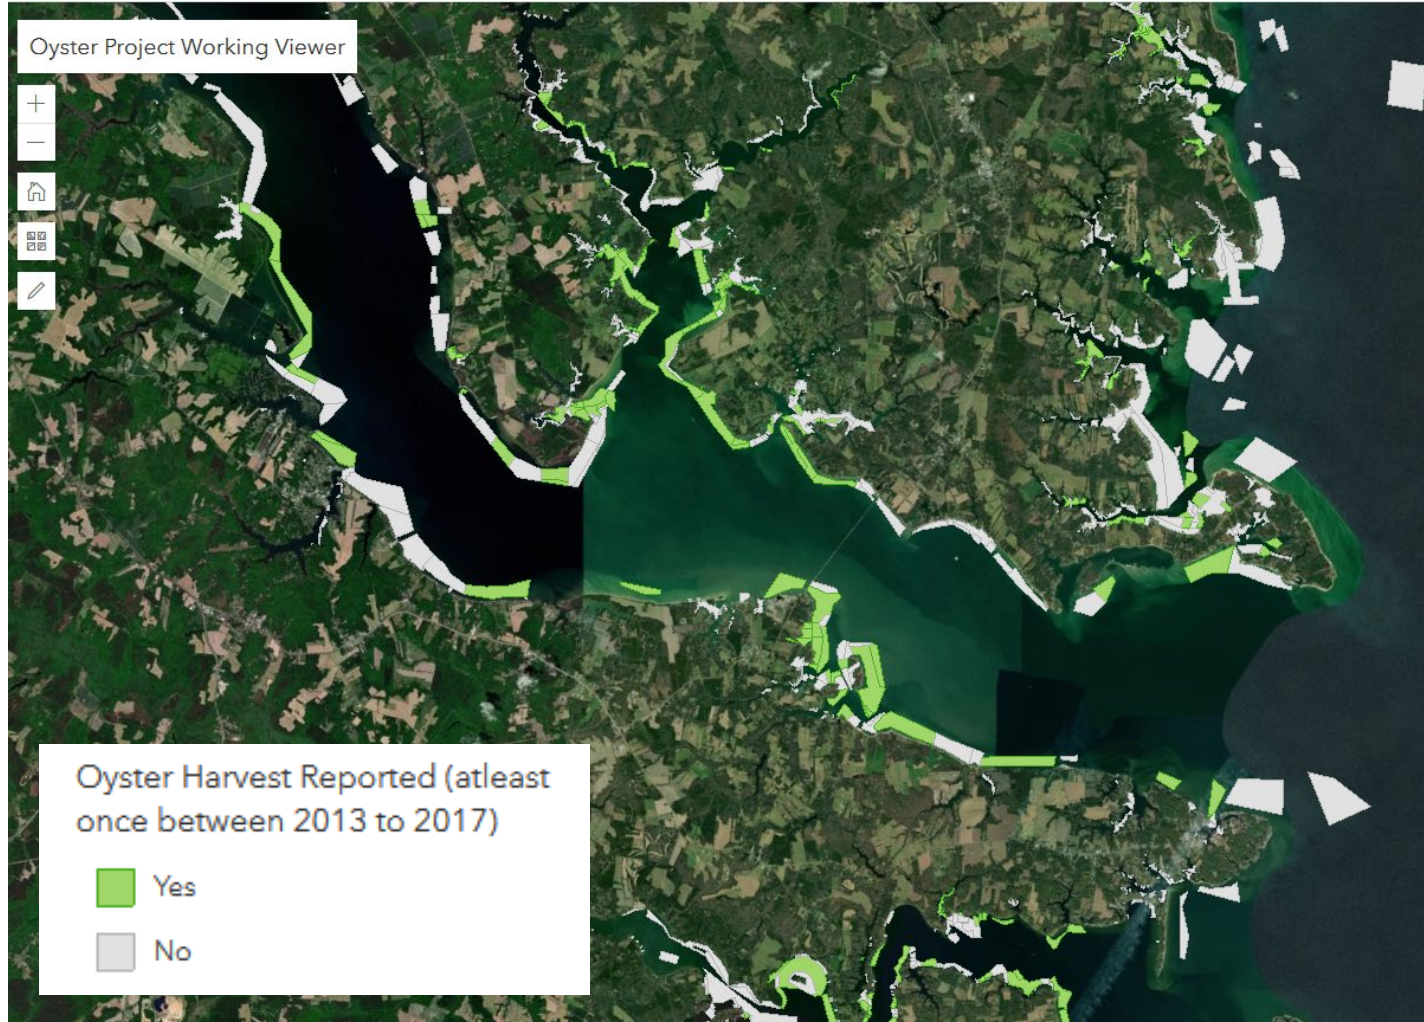 Oyster Project Working Viewer
Oyster Harvest Reported (atleast
once between 2013 to 2017)
Yes
No